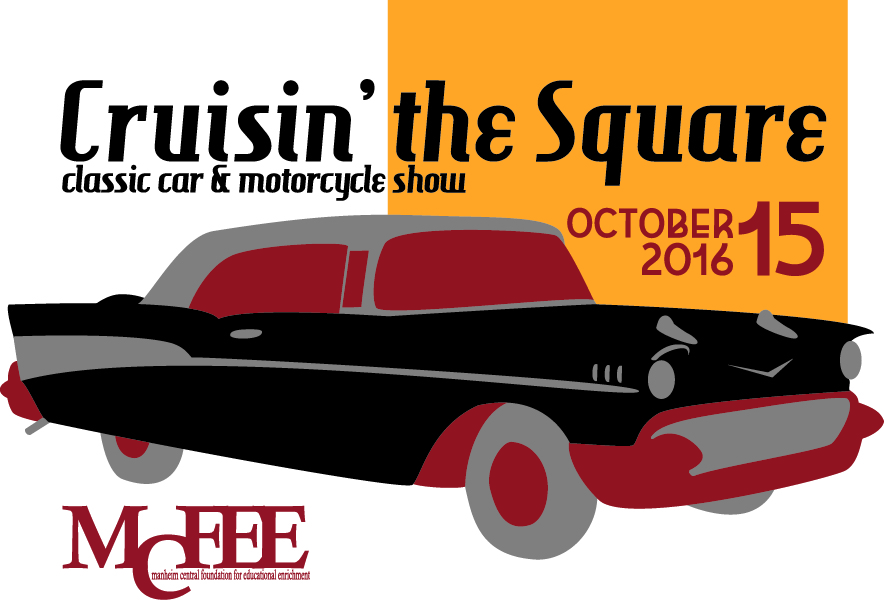 Cruisin' the Square
classic car & motorcycle show
OCTOBER 15
2016
McFEE
manheim central foundation for educational enrichment